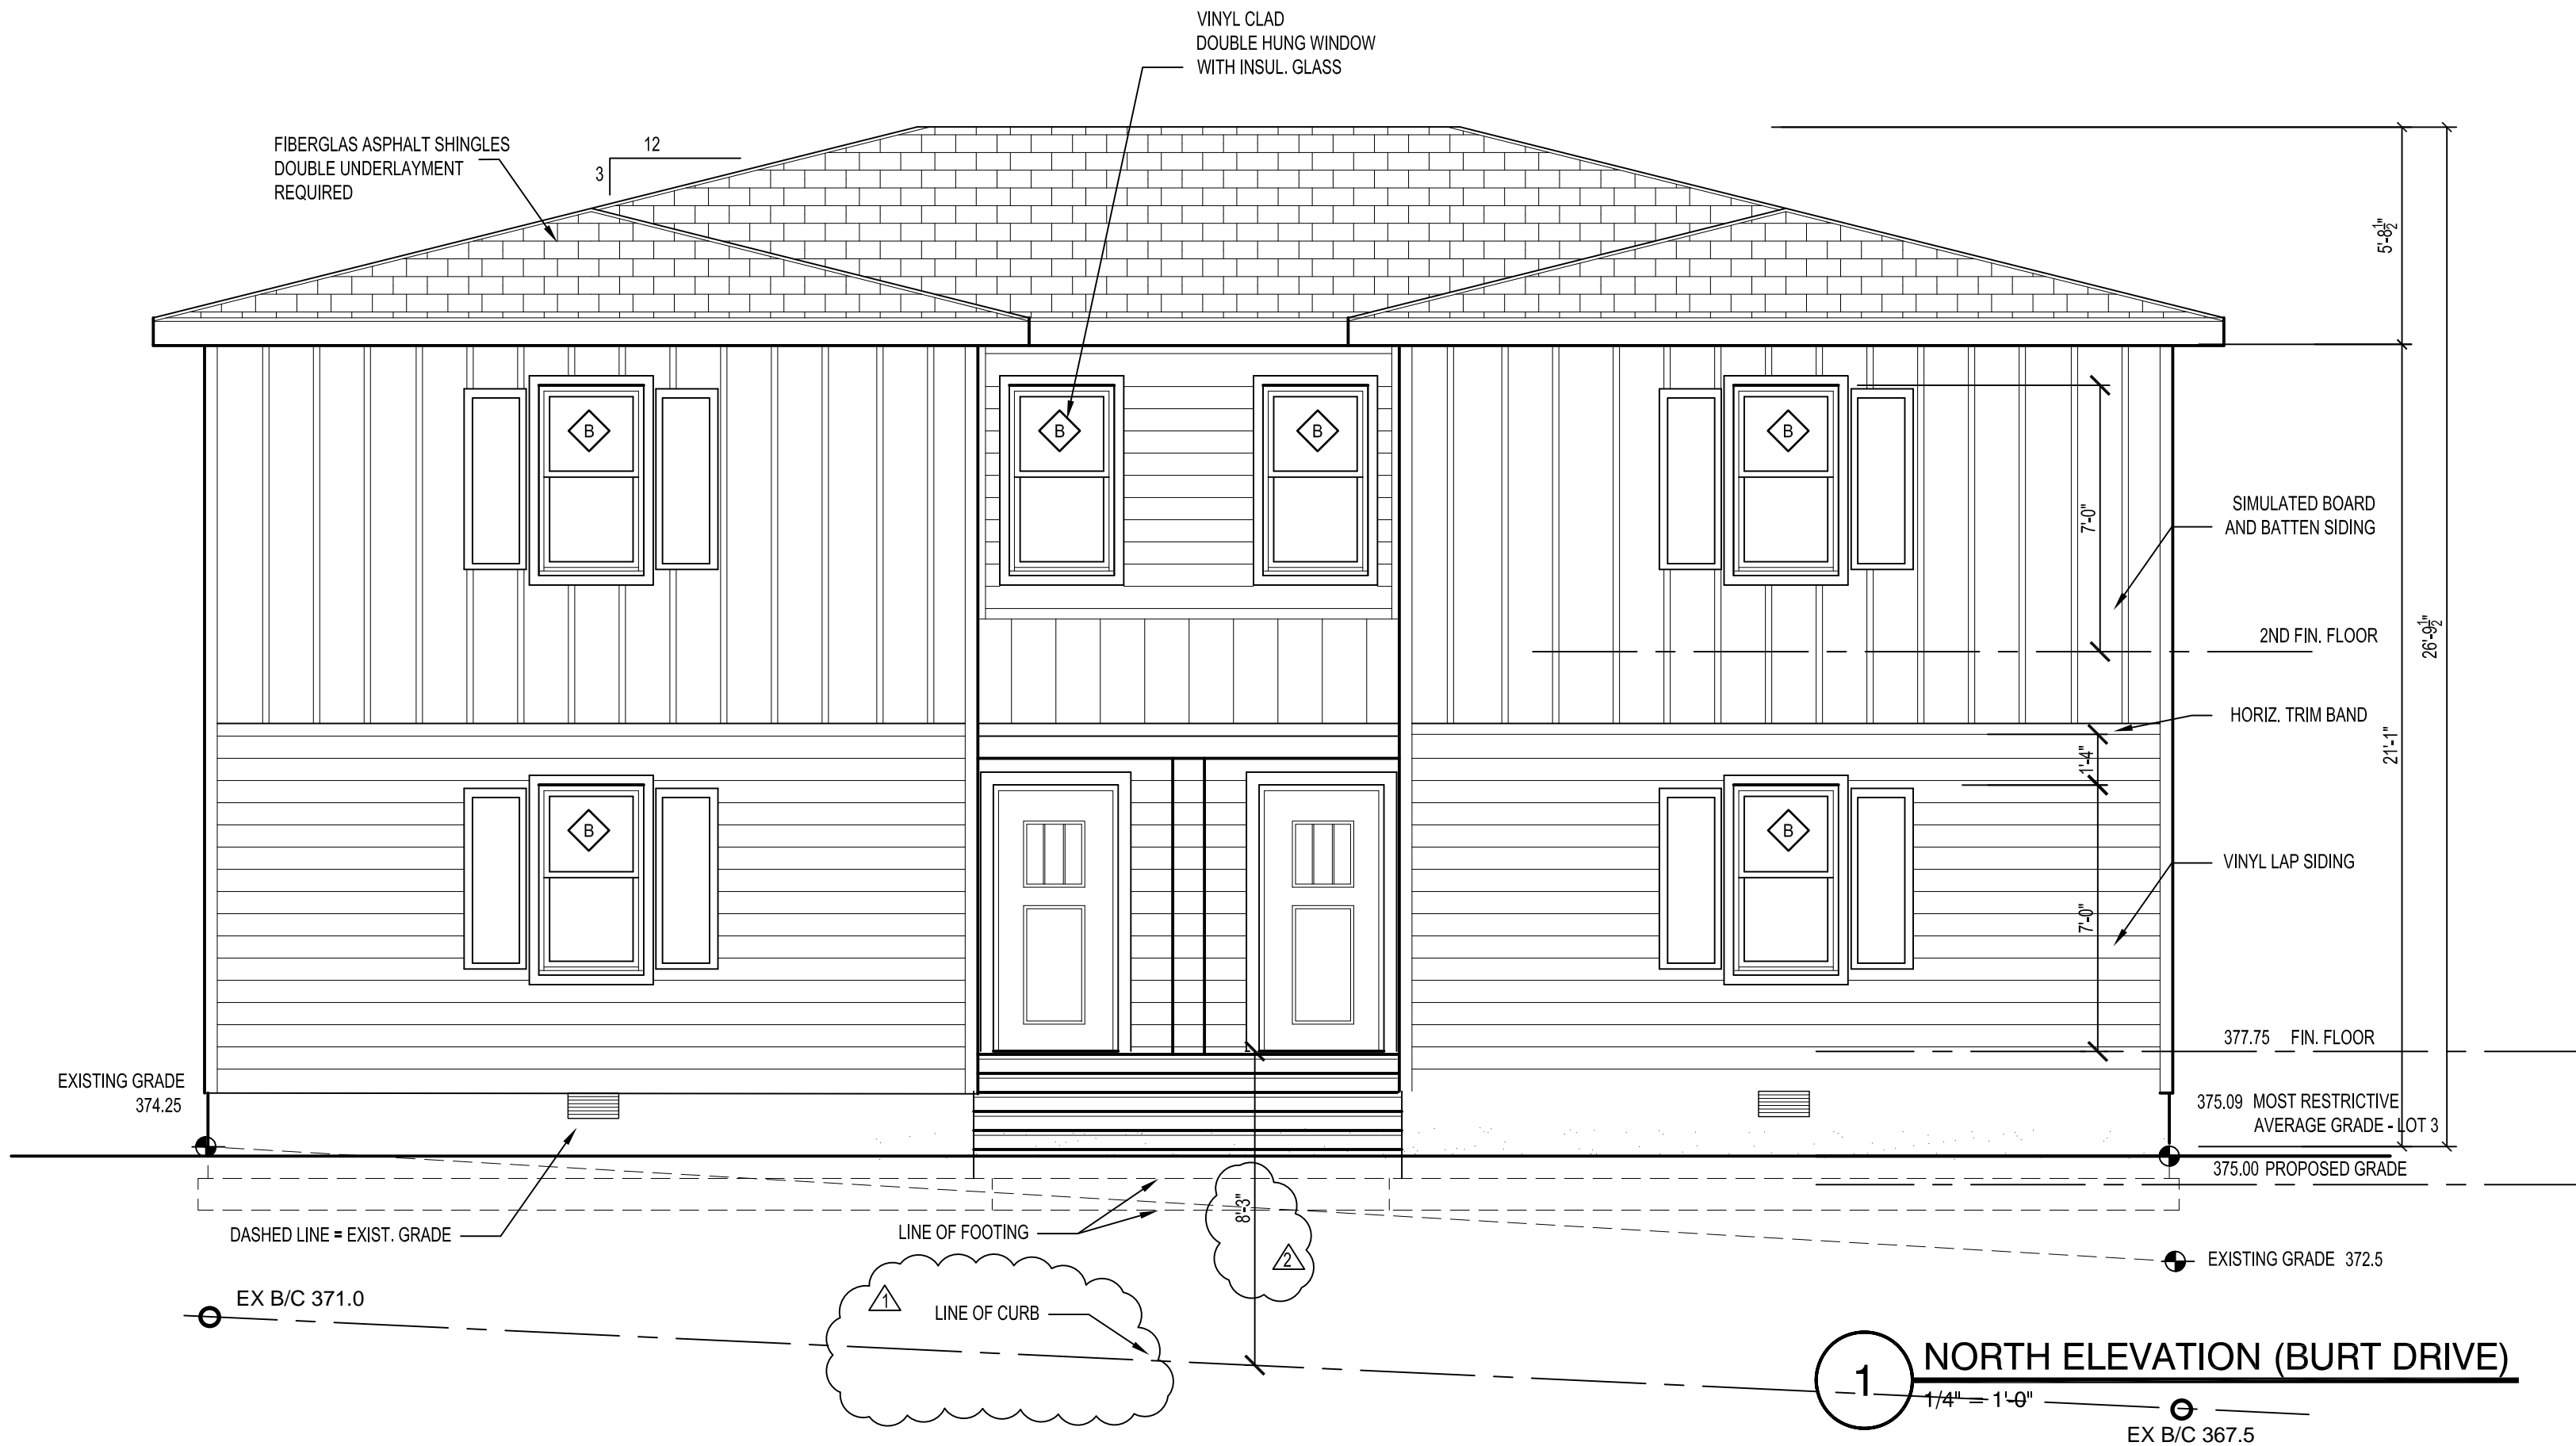 VINYL CLAD
DOUBLE HUNG WINDOW
WITH INSUL. GLASS
FIBERGLAS ASPHALT SHINGLES
DOUBLE UNDERLAYMENT
REQUIRED
12
3
5'-8 1/2"
B
B
B
B
7'-0"
SIMULATED BOARD
AND BATTEN SIDING
2ND FIN. FLOOR
26'-9 1/2"
HORIZ. TRIM BAND
21'-1"
1'-4"
B
B
VINYL LAP SIDING
7'-0"
377.75 FIN. FLOOR
EXISTING GRADE
374.25
375.09 MOST RESTRICTIVE
AVERAGE GRADE - LOT 3
375.00 PROPOSED GRADE
8'-3"
DASHED LINE = EXIST. GRADE
LINE OF FOOTING
2
EXISTING GRADE 372.5
EX B/C 371.0
1
LINE OF CURB
1
NORTH ELEVATION (BURT DRIVE)
1/4" = 1'-0"
EX B/C 367.5